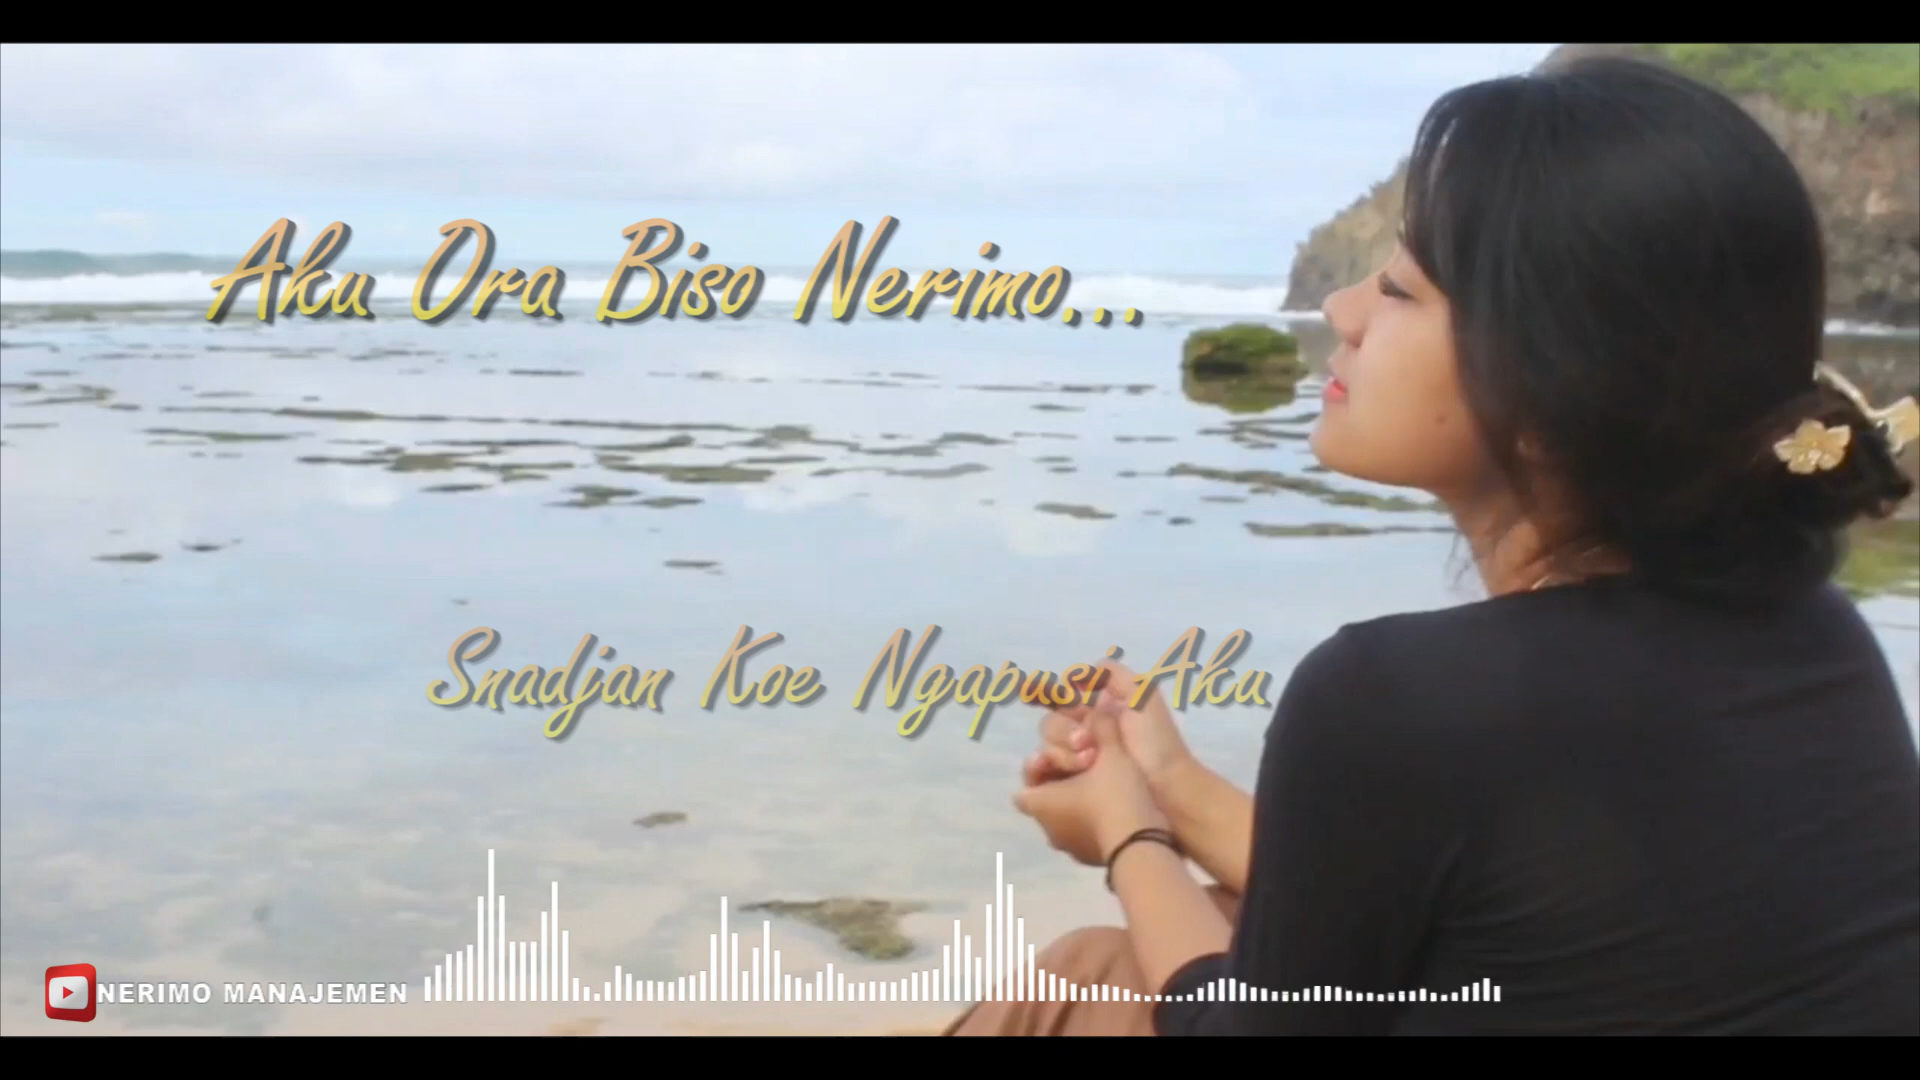 Aku Ora Biso Nerimo...
Snadjan Koe Ngapusi Aku
NERIMO MANAJEMEN